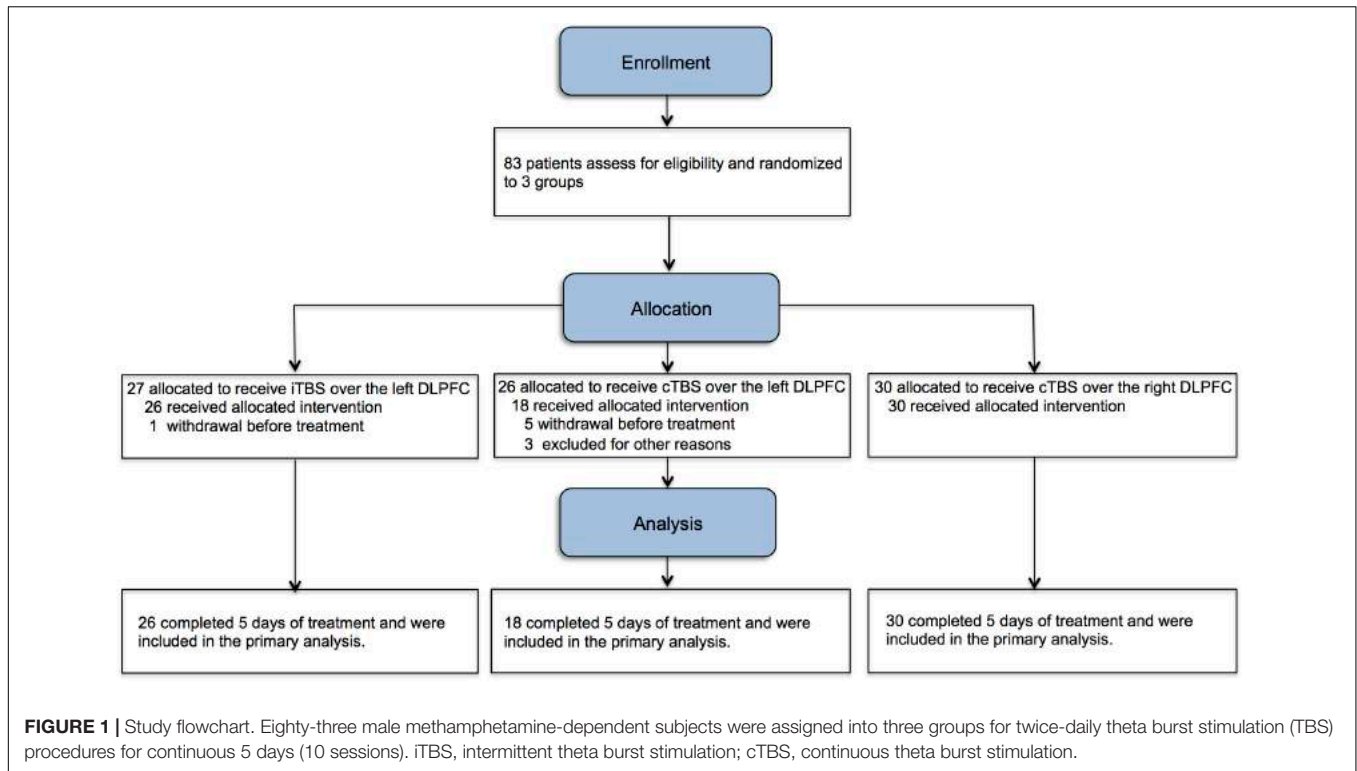 Enrollment
83 patients assess for eligibility and randomized
to 3 groups
Allocation
27 allocated to receive iTBS over the left DLPFC
26 received allocated intervention
1 withdrawal before treatment
26 allocated to receive cTBS over the left DLPFC
18 received allocated intervention
5 withdrawal before treatment
3 excluded for other reasons
30 allocated to receive cTBS over the right DLPFC
30 received allocated intervention
Analysis
26 completed 5 days of treatment and were
included in the primary analysis.
18 completed 5 days of treatment and were
included in the primary analysis.
30 completed 5 days of treatment and were
included in the primary analysis.
FIGURE 1 | Study flowchart. Eighty-three male methamphetamine-dependent subjects were assigned into three groups for twice-daily theta burst stimulation (TBS)
procedures for continuous 5 days (10 sessions). iTBS, intermittent theta burst stimulation; cTBS, continuous theta burst stimulation.